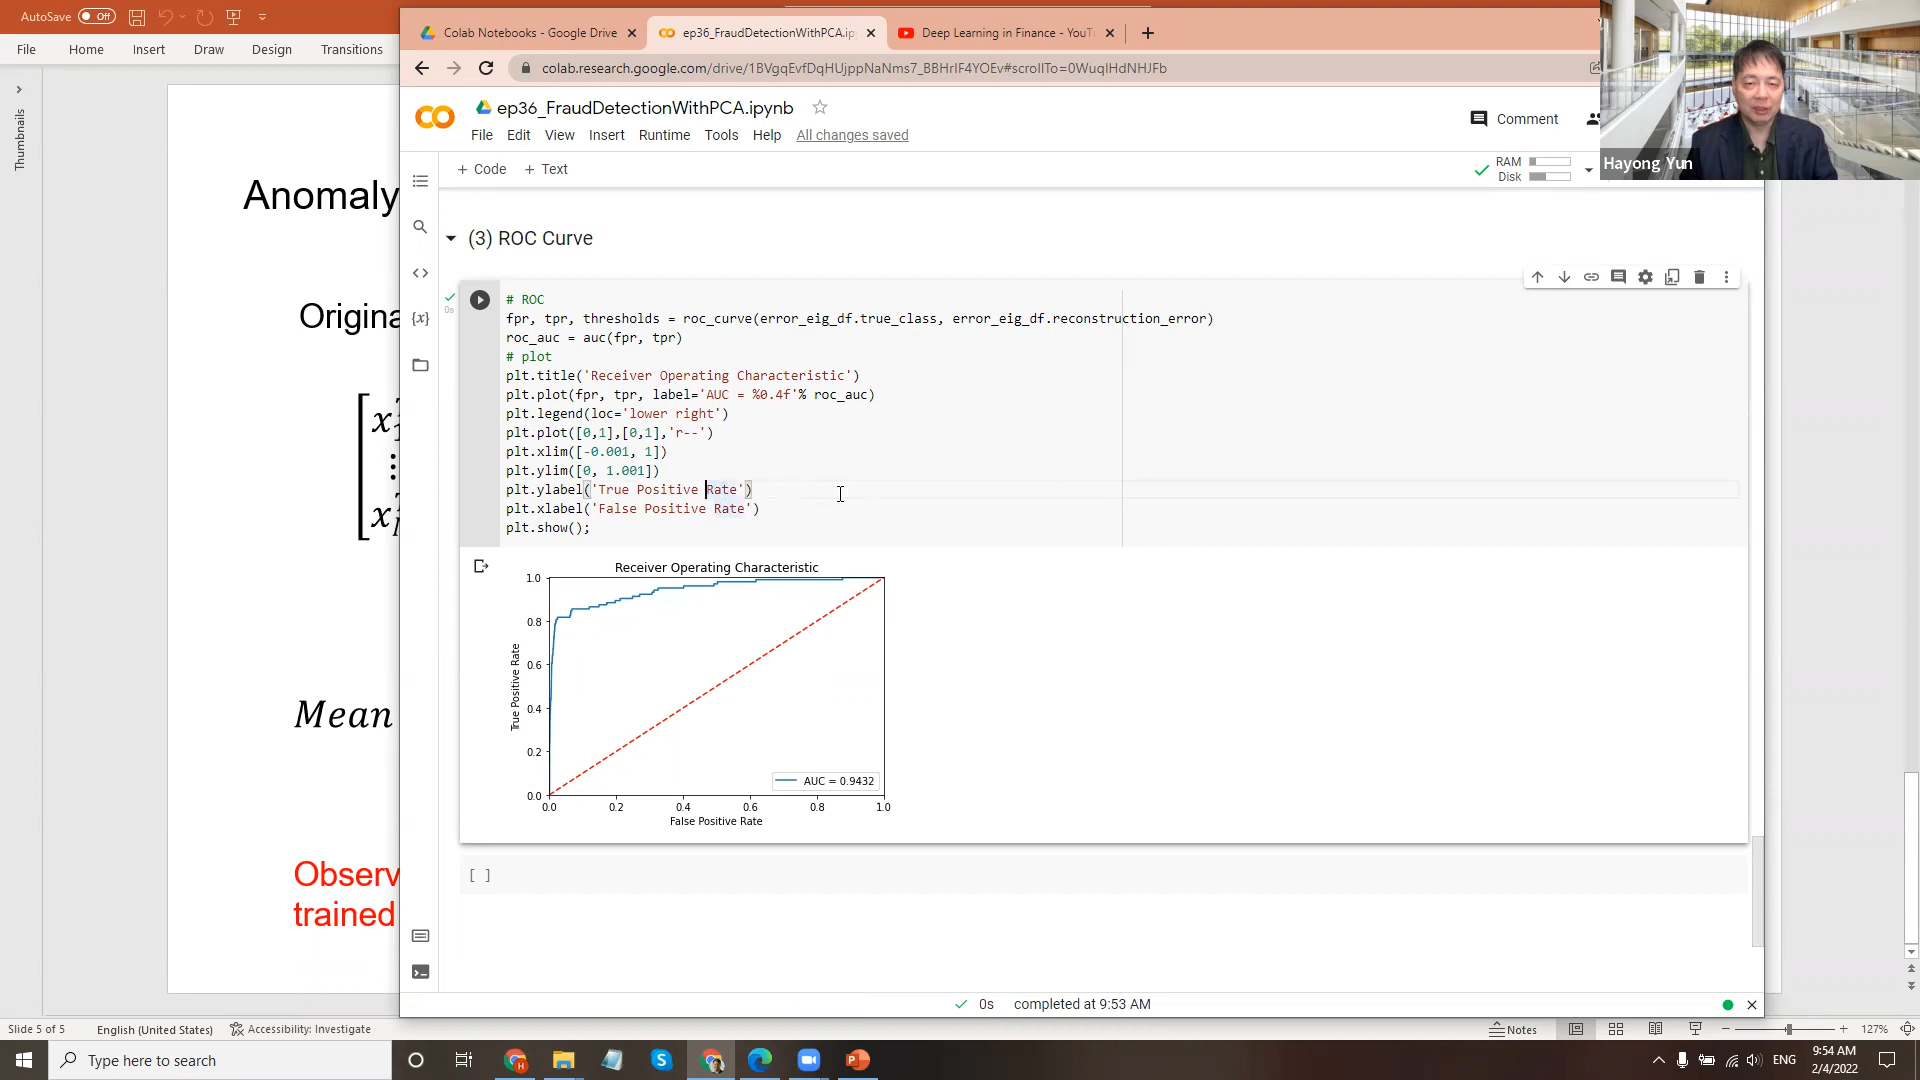 AutoSave Off
File Home Insert Draw Design Transitions
Thumbnails
Anomaly
Origina
Mean
Observ
trained
Slide 5 of 5 English (United States) Accessibility: Investigate
Notes 127%
Colab Notebooks - Google Drive
ep36_FraudDetectionWithPCA.ip
Deep Learning in Finance - YouT
colab.research.google.com/drive/1BVgqEvfDqHUjppNaNms7_BBHrIF4YOEv#scrollTo=0WuqlHdNHJFb
ep36_FraudDetectionWithPCA.ipynb
File Edit View Insert Runtime Tools Help All changes saved
Comment
Hayong Yun
+ Code + Text
RAM
Disk
(3) ROC Curve
0s
# ROC
fpr, tpr, thresholds = roc_curve(error_eig_df.true_class, error_eig_df.reconstruction_error)
roc_auc = auc(fpr, tpr)
# plot
plt.title('Receiver Operating Characteristic')
plt.plot(fpr, tpr, label='AUC = %0.4f'% roc_auc)
plt.legend(loc='lower right')
plt.plot([0,1],[0,1],'r--')
plt.xlim([-0.001, 1])
plt.ylim([0, 1.001])
plt.ylabel('True Positive Rate')
plt.xlabel('False Positive Rate')
plt.show();
Receiver Operating Characteristic
1.0
0.8
0.6
0.4
0.2
0.0
True Positive Rate
AUC = 0.9432
0.0 0.2 0.4 0.6 0.8 1.0
False Positive Rate
[ ]
0s completed at 9:53 AM
Type here to search
ENG
9:54 AM
2/4/2022